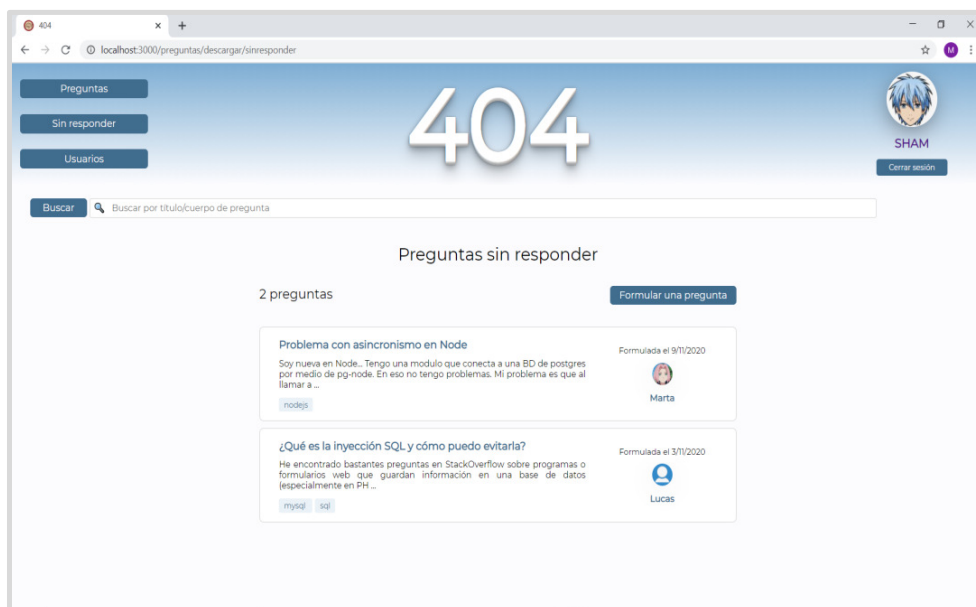 404
localhost:3000/preguntas/descargar/sinresponder
M
Preguntas
Sin responder
Usuarios
404
SHAM
Cerrar sesión
Buscar
Buscar por título/cuerpo de pregunta
Preguntas sin responder
2 preguntas
Formular una pregunta
Problema con asincronismo en Node
Soy nueva en Node... Tengo una modulo que conecta a una BD de postgres
por medio de pg-node. En eso no tengo problemas. Mi problema es que al
llamar a ...
nodejs
Formulada el 9/11/2020
Marta
¿Qué es la inyección SQL y cómo puedo evitarla?
He encontrado bastantes preguntas en StackOverflow sobre programas o
formularios web que guardan información en una base de datos
(especialmente en PH ...
mysql sql
Formulada el 3/11/2020
Lucas